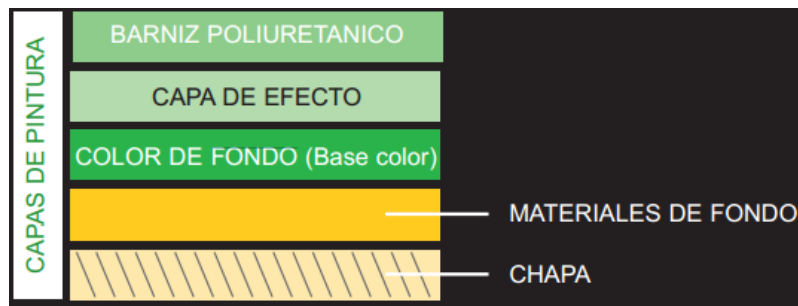 CAPAS DE PINTURA
BARNIZ POLIURETANICO
CAPA DE EFECTO
COLOR DE FONDO (Base color)
MATERIALES DE FONDO
CHAPA